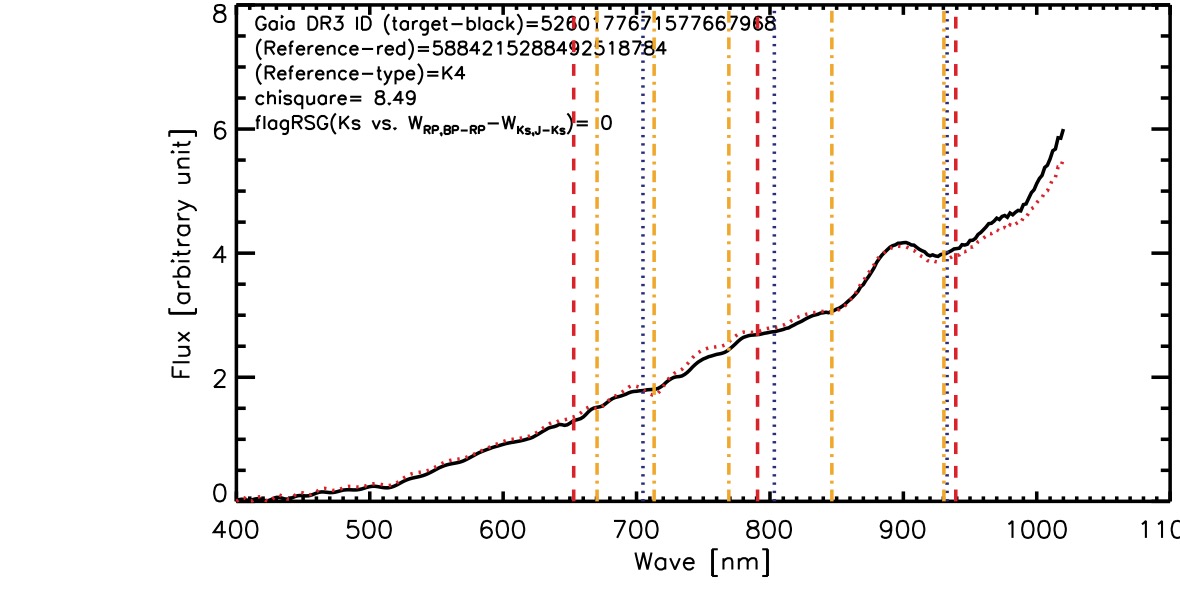 Gaia DR3 ID (target-black)=5260177671577667968
(Reference-red)=5884215288492518784
(Reference-type)=K4
chisquare= 8.49
flagRSG(Ks vs. W_RP,BP-RP-W_Ks,J-Ks)= 0
8
6
4
2
0
Flux [arbitrary unit]
400 500 600 700 800 900 1000 110
Wave [nm]